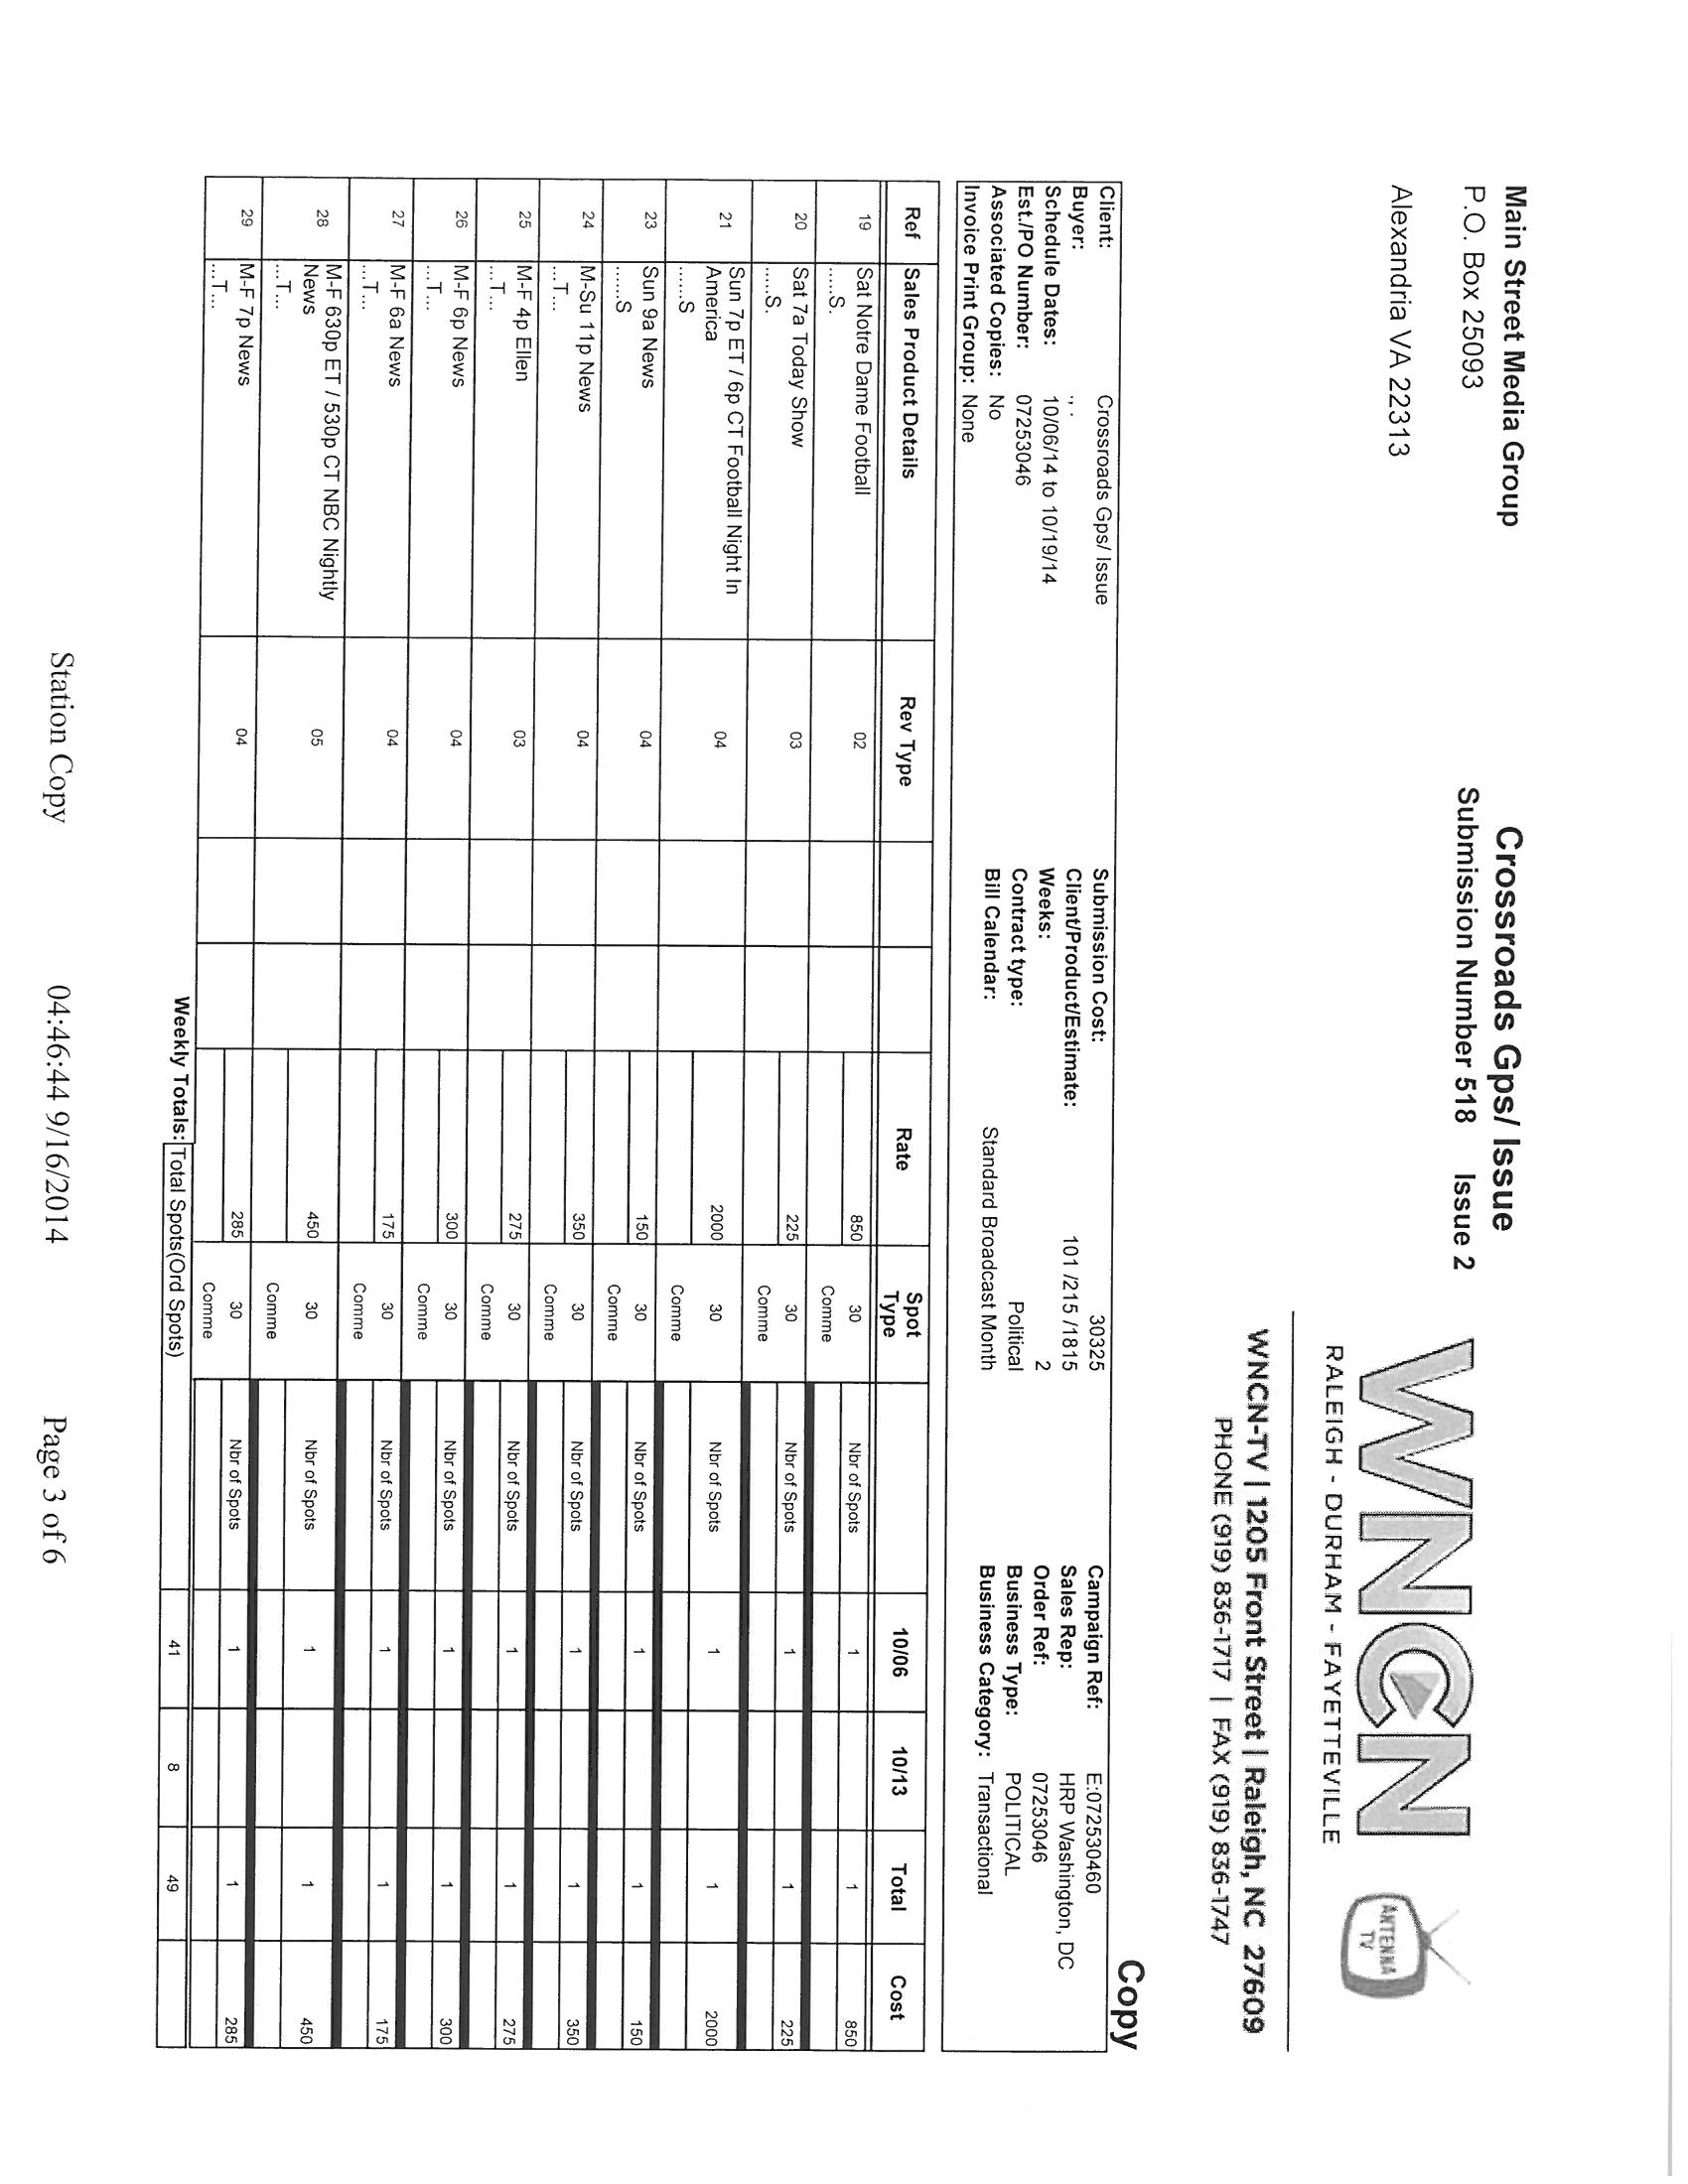 Main Street Media Group
P.O. Box 25093
Alexandria VA 22313
Crossroads Gps/ Issue
Submission Number 518 Issue 2
WNCN
RALEIGH - DURHAM - FAYETTEVILLE
ANTENNA
TV
WNCN-TV | 1205 Front Street | Raleigh, NC 27609
PHONE (919) 836-1717 | FAX (919) 836-1747
Copy
Client: Crossroads Gps/ Issue Submission Cost: 30325 Campaign Ref: E:072530460
Buyer: ., . Client/Product/Estimate: 101 /215 /1815 Sales Rep: HRP Washington, DC
Schedule Dates: 10/06/14 to 10/19/14 Weeks: 2 Order Ref: 07253046
Est./PO Number: 07253046 Contract type: Political Business Type: POLITICAL
Associated Copies: No Bill Calendar: Standard Broadcast Month Business Category: Transactional
Invoice Print Group: None
Ref Sales Product Details Rev Type Rate Spot Type 10/06 10/13 Total Cost
19 Sat Notre Dame Football 02 850 30 Nbr of Spots 1 1 850
.....S. Comme
20 Sat 7a Today Show 03 225 30 Nbr of Spots 1 1 225
.....S. Comme
21 Sun 7p ET / 6p CT Football Night In 04 2000 30 Nbr of Spots 1 1 2000
America
......S Comme
23 Sun 9a News 04 150 30 Nbr of Spots 1 1 150
......S Comme
24 M-Su 11p News 04 350 30 Nbr of Spots 1 1 350
...T... Comme
25 M-F 4p Ellen 03 275 30 Nbr of Spots 1 1 275
...T... Comme
26 M-F 6p News 04 300 30 Nbr of Spots 1 1 300
...T... Comme
27 M-F 6a News 04 175 30 Nbr of Spots 1 1 175
...T... Comme
28 M-F 630p ET / 530p CT NBC Nightly 05 450 30 Nbr of Spots 1 1 450
News
...T... Comme
29 M-F 7p News 04 285 30 Nbr of Spots 1 1 285
...T... Comme
Weekly Totals: Total Spots(Ord Spots) 41 8 49
Station Copy 04:46:44 9/16/2014 Page 3 of 6